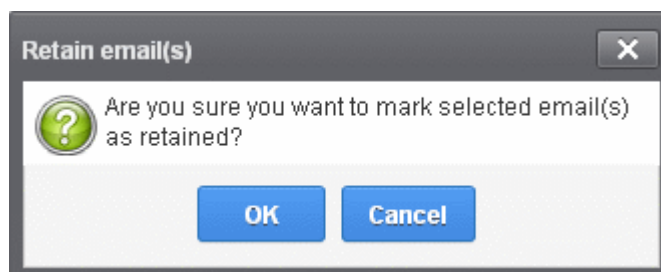 Retain email(s)
Are you sure you want to mark selected email(s)
as retained?
OK
Cancel